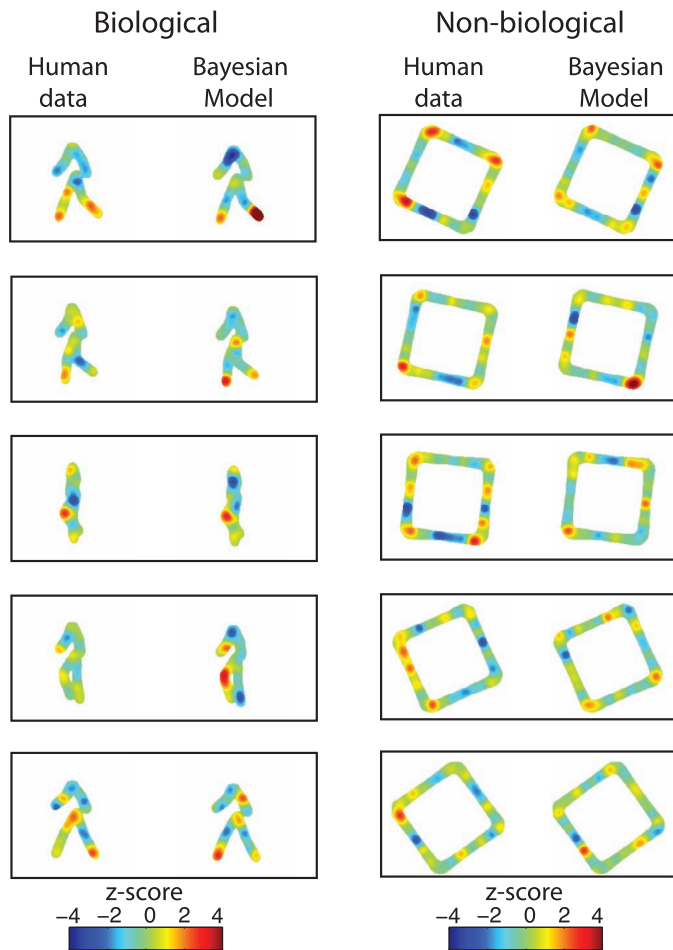 Biological
Non-biological
Human data
Bayesian Model
Human data
Bayesian Model
z-score
−4 −2 0 2 4
z-score
−4 −2 0 2 4